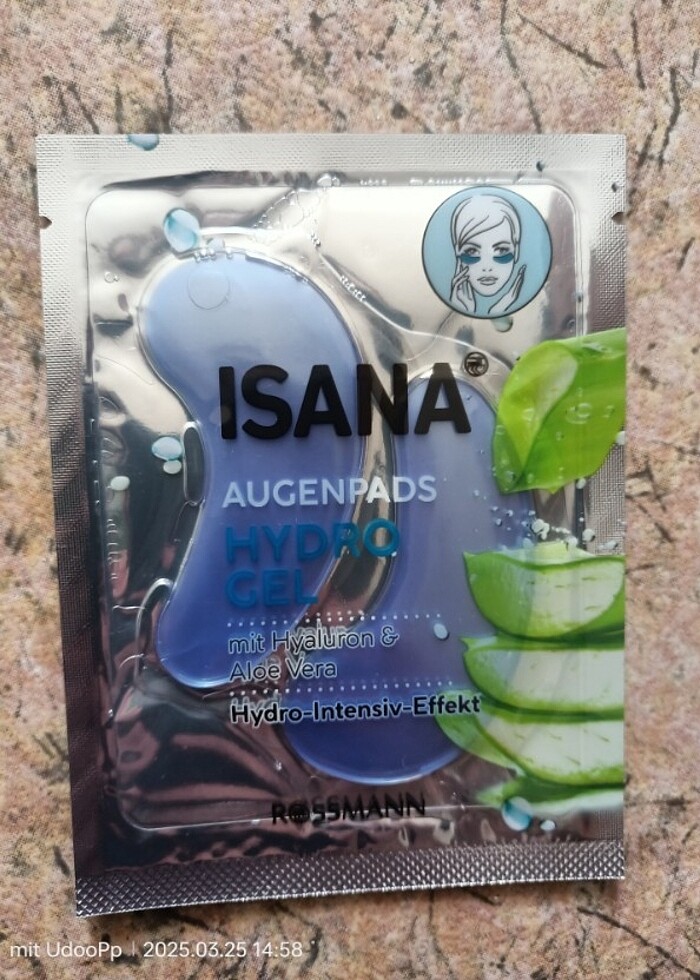 ISANA
AUGENPADS
HYDRO
GEL
mit Hyaluron &
Aloe Vera
Hydro-Intensiv-Effekt
ROSSMANN
mit UdooPp | 2025.03.25 14:58